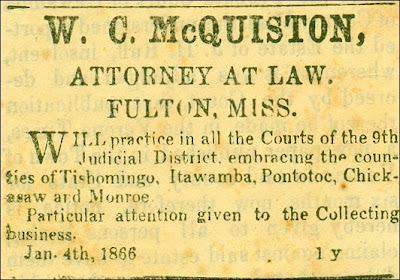 W. C. McQUISTON,
ATTORNEY AT LAW.
FULTON, MISS.
WILL practice in all the Courts of the 9th
Judicial District, embracing the coun-
ties of Tishomingo, Itawamba, Pontotoc, Chick-
asaw and Monroe
Particular attention given to the Collecting
business.
Jan. 4th, 1866 1 y